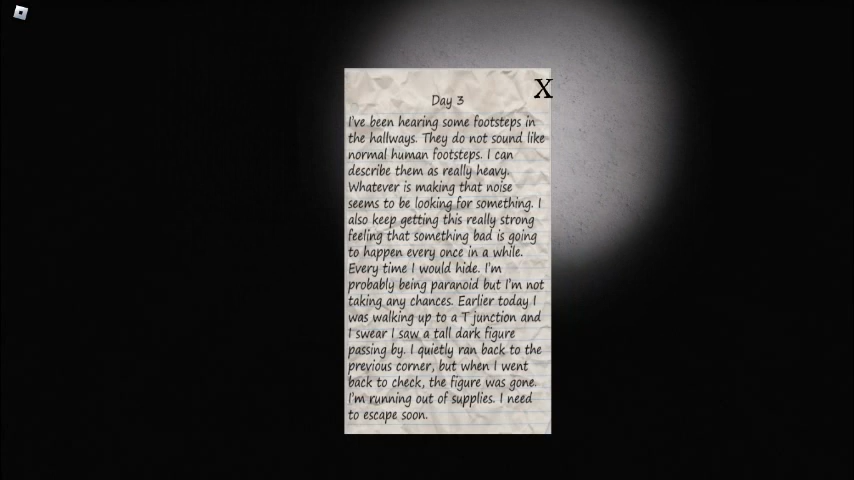 X
Day 3
I've been hearing some footsteps in
the hallways. They do not sound like
normal human footsteps. I can
describe them as really heavy.
Whatever is making that noise
seems to be looking for something. I
also keep getting this really strong
feeling that something bad is going
to happen every once in a while.
Every time I would hide. I'm
probably being paranoid but I'm not
taking any chances. Earlier today I
was walking up to a T junction and
I swear I saw a tall dark figure
passing by. I quietly ran back to the
previous corner, but when I went
back to check, the figure was gone.
I'm running out of supplies. I need
to escape soon.